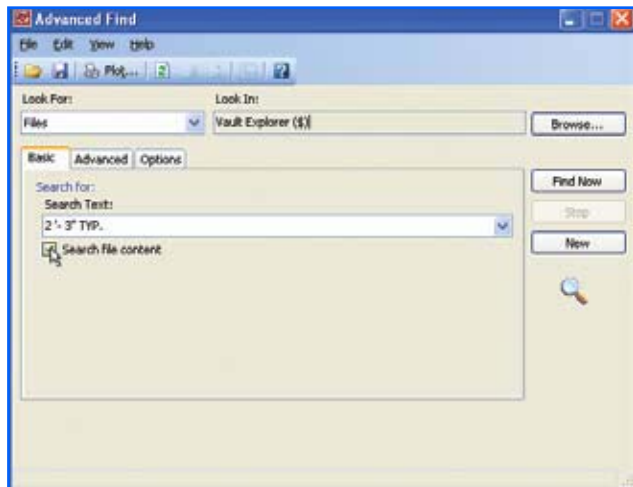 Advanced Find
File Edit View Help
Plot...
Look For: Look In:
Files Vault Explorer ($) Browse...
Basic Advanced Options
Search for: Find Now
Search Text: Stop
2'- 3" TYP.
Search file content New